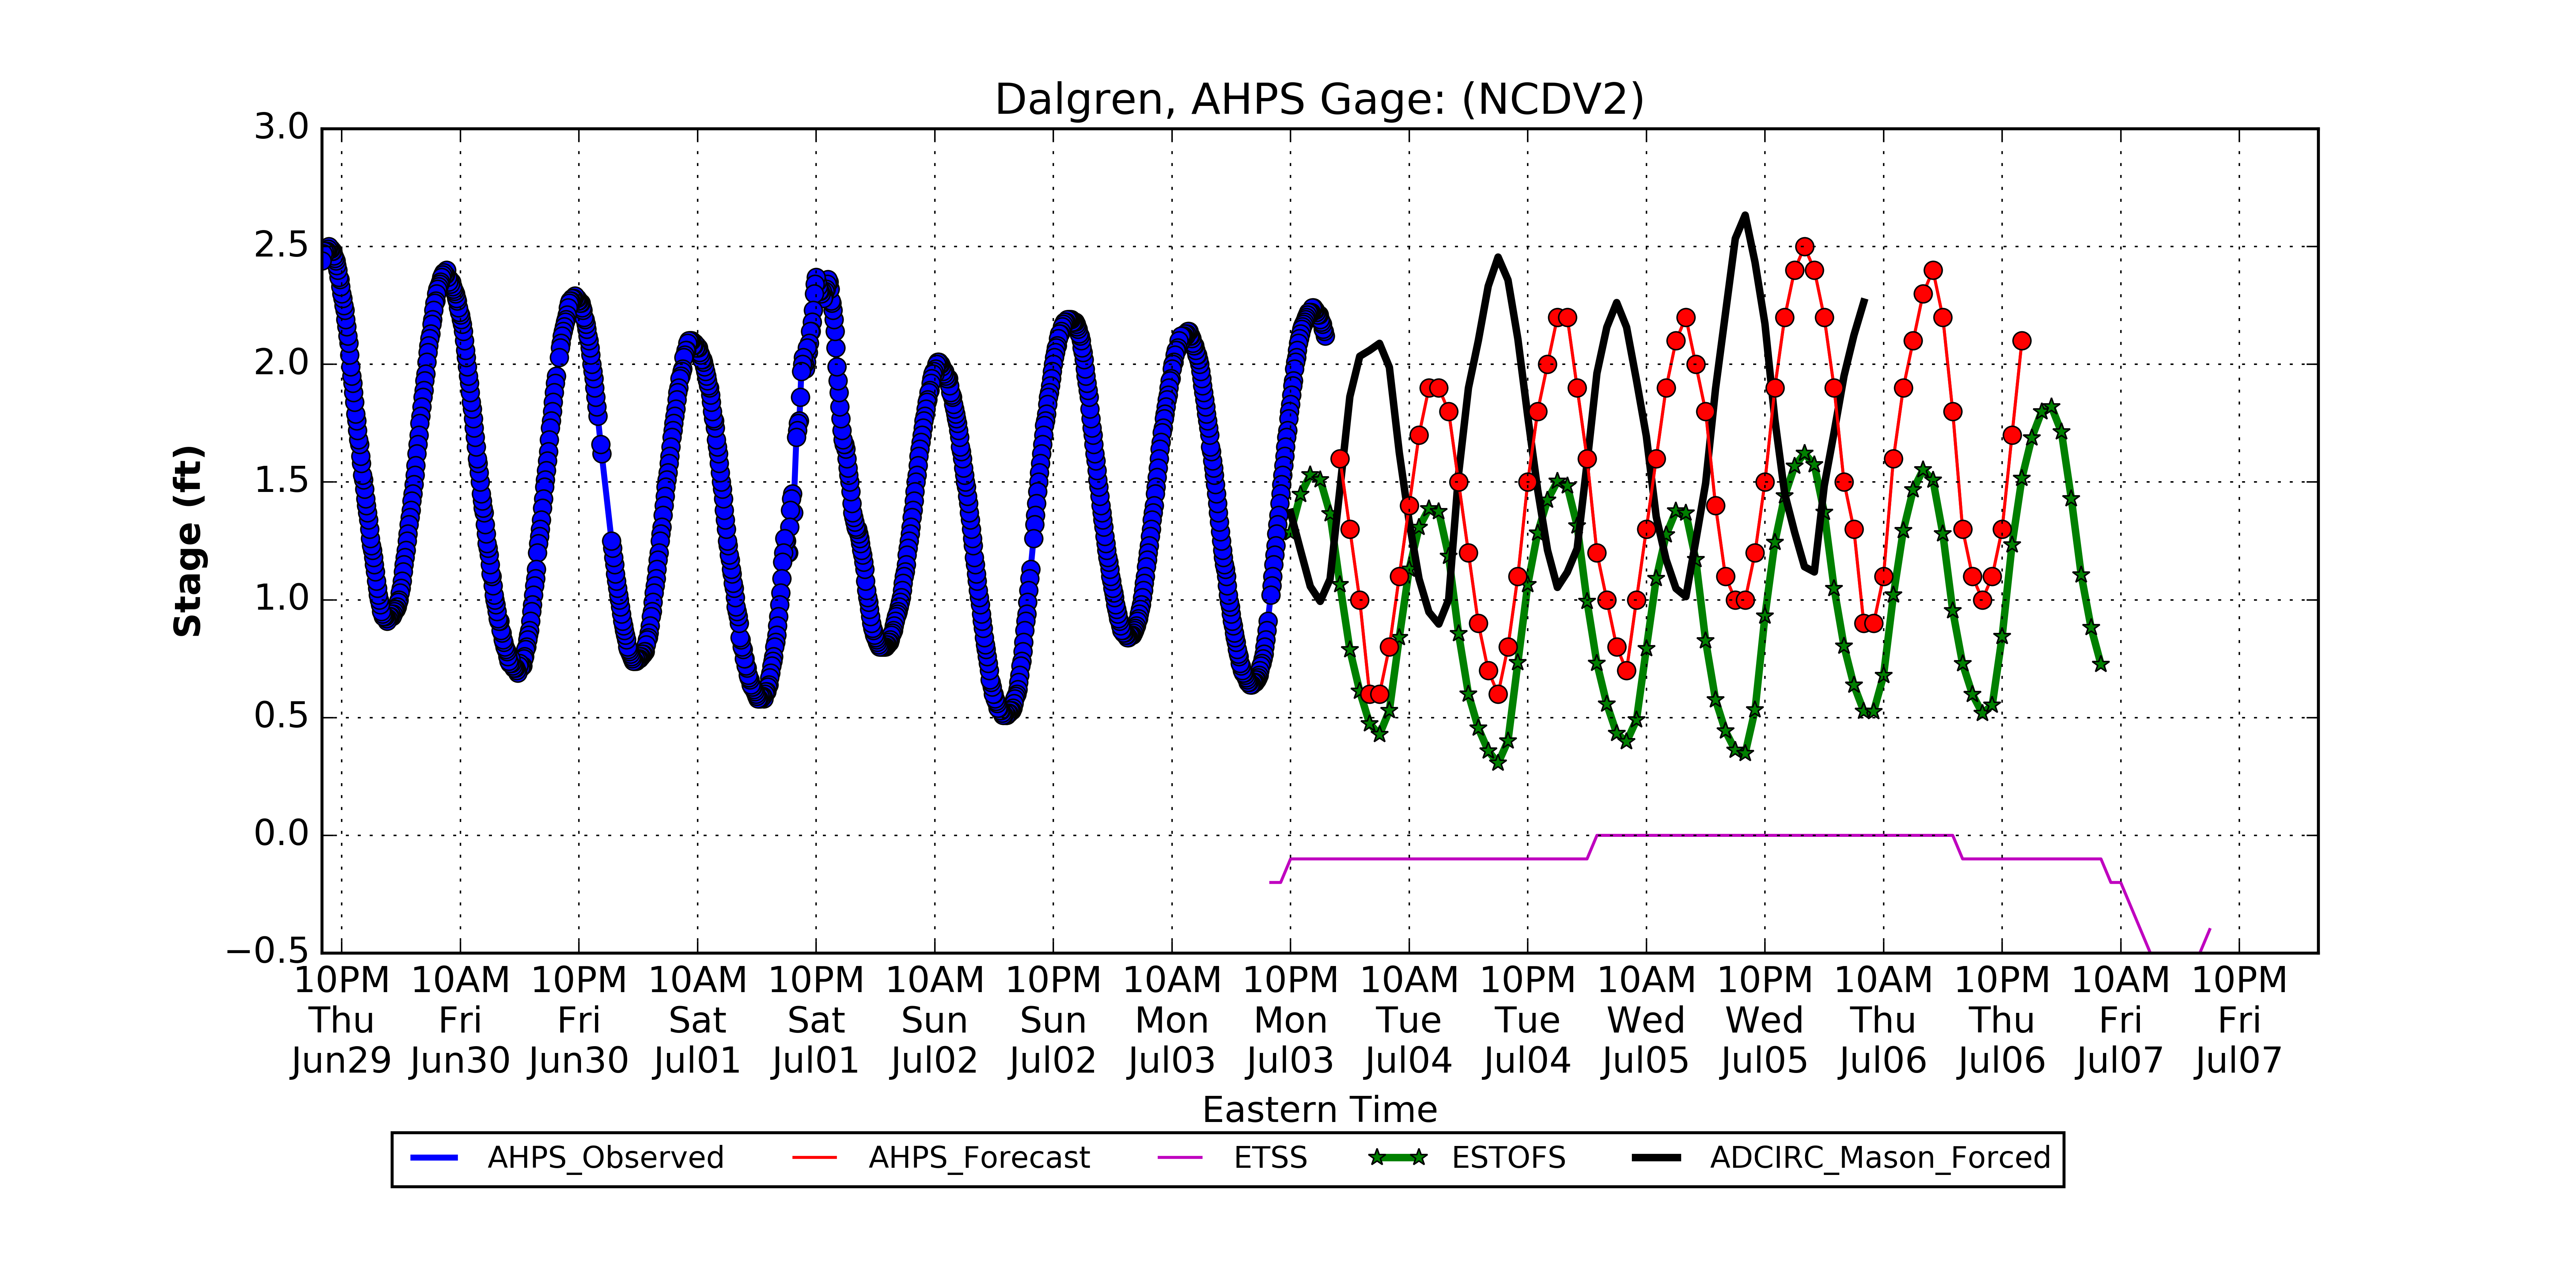 Dalgren, AHPS Gage: (NCDV2)
3.0
2.5
2.0
1.5
1.0
0.5
0.0
−0.5
Stage (ft)
10PM 10AM 10PM 10AM 10PM 10AM 10PM 10AM 10PM 10AM 10PM 10AM 10PM 10AM 10PM 10AM 10PM
Thu Fri Fri Sat Sat Sun Sun Mon Mon Tue Tue Wed Wed Thu Thu Fri Fri
Jun29 Jun30 Jun30 Jul01 Jul01 Jul02 Jul02 Jul03 Jul03 Jul04 Jul04 Jul05 Jul05 Jul06 Jul06 Jul07 Jul07
Eastern Time
AHPS_Observed AHPS_Forecast ETSS ESTOFS ADCIRC_Mason_Forced